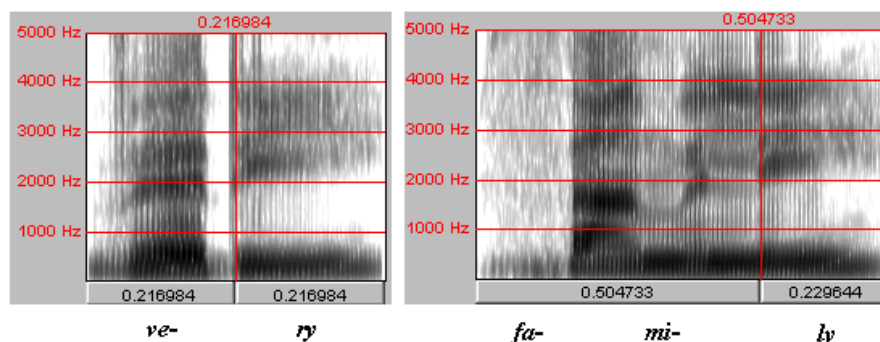 0.216984
5000 Hz
4000 Hz
3000 Hz
2000 Hz
1000 Hz
0.216984 0.216984
ve- ry
0.504733
5000 Hz
4000 Hz
3000 Hz
2000 Hz
1000 Hz
0.504733 0.229644
fa- mi- ly